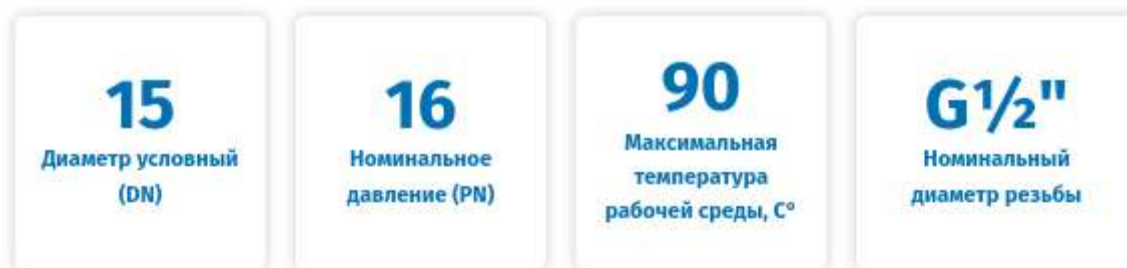 15
Диаметр условный
(DN)
16
Номинальное
давление (PN)
90
Максимальная
температура
рабочей среды, С°
G½"
Номинальный
диаметр резьбы